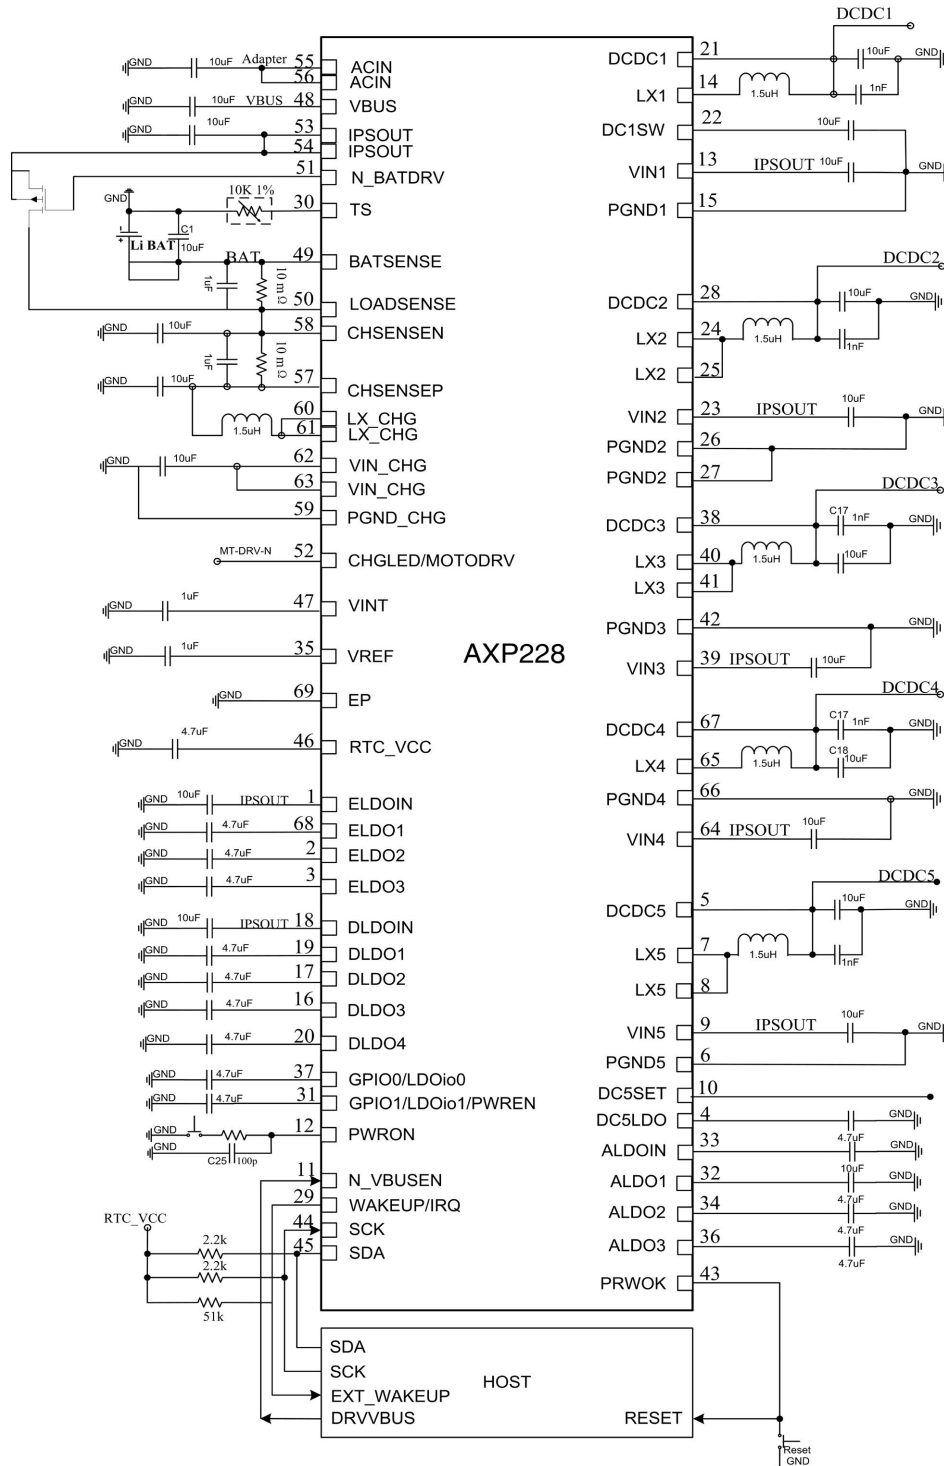 DCDC1
GND 10uF Adapter 55 ACIN
56 ACIN
GND 10uF VBUS 48 VBUS
GND 10uF 53 IPSOUT
54 IPSOUT
51 N_BATDRV
GND 10K 1% 30 TS
- + Li BAT C1 10uF
BAT 49 BATSENSE
1uF 10 mΩ
50 LOADSENSE
GND 10uF 58 CHSENSEN
1uF 10 mΩ
GND 10uF 57 CHSENSEP
60 LX_CHG
1.5uH 61 LX_CHG
GND 10uF 62 VIN_CHG
63 VIN_CHG
59 PGND_CHG
MT-DRV-N 52 CHGLED/MOTODRV
GND 1uF 47 VINT
GND 1uF 35 VREF
GND 69 EP
GND 4.7uF 46 RTC_VCC
GND 10uF IPSOUT 1 ELDOIN
GND 4.7uF 68 ELDO1
GND 4.7uF 2 ELDO2
GND 4.7uF 3 ELDO3
GND 10uF IPSOUT 18 DLDOIN
GND 4.7uF 19 DLDO1
GND 4.7uF 17 DLDO2
GND 4.7uF 16 DLDO3
GND 4.7uF 20 DLDO4
GND 4.7uF 37 GPIO0/LDOio0
GND 4.7uF 31 GPIO1/LDOio1/PWREN
GND 12 PWRON
GND C25 100p
11 N_VBUSEN
29 WAKEUP/IRQ
RTC_VCC 44 SCK
2.2k 45 SDA
2.2k
51k
AXP228
DCDC1 21 10uF GND
LX1 14 1.5uH 1nF
DC1SW 22 10uF
VIN1 13 IPSOUT 10uF GND
PGND1 15
DCDC2
DCDC2 28 10uF GND
LX2 24 1.5uH 1nF
LX2 25
VIN2 23 IPSOUT 10uF GND
PGND2 26
PGND2 27
DCDC3
DCDC3 38 C17 1nF GND
LX3 40 1.5uH 10uF
LX3 41
PGND3 42 GND
VIN3 39 IPSOUT 10uF
DCDC4
DCDC4 67 C17 1nF GND
LX4 65 1.5uH C18 10uF
PGND4 66 GND
VIN4 64 IPSOUT 10uF
DCDC5
DCDC5 5 10uF GND
LX5 7 1.5uH 1nF
LX5 8
VIN5 9 IPSOUT 10uF GND
PGND5 6
DC5SET 10
DC5LDO 4 4.7uF GND
ALDOIN 33 10uF GND
ALDO1 32 4.7uF GND
ALDO2 34 4.7uF GND
ALDO3 36 4.7uF GND
PRWOK 43
SDA
SCK
HOST
EXT_WAKEUP
DRVVBUS
RESET
Reset
GND